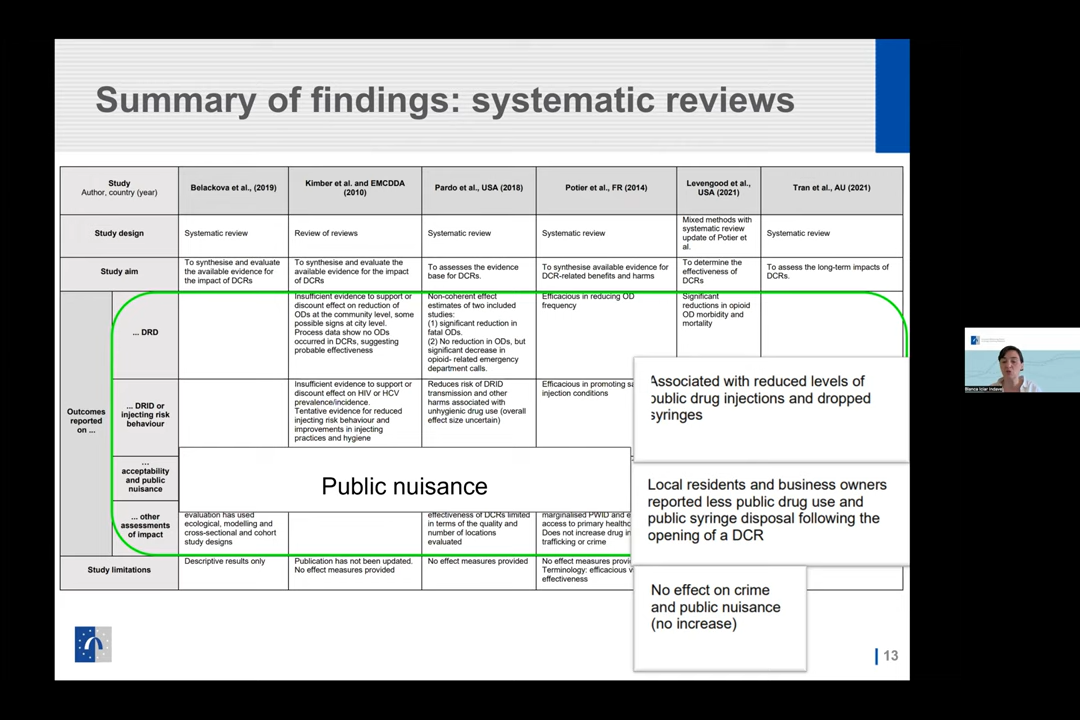 Summary of findings: systematic reviews
Study
Author, country (year)
Belackova et al., (2019)
Kimber et al. and EMCDDA
(2010)
Pardo et al., USA (2018)
Potier et al., FR (2014)
Levengood et al.,
USA (2021)
Tran et al., AU (2021)
Study design
Systematic review
Review of reviews
Systematic review
Systematic review
Mixed methods with
systematic review
update of Potier et
al.
Systematic review
Study aim
To synthesise and evaluate
the available evidence for
the impact of DCRs
To synthesise and evaluate the
available evidence for the impact
of DCRs
To assesses the evidence
base for DCRs.
To synthesise available evidence for
DCR-related benefits and harms
To determine the
effectiveness of
DCRs
To assess the long-term impacts of
DCRs.
Outcomes
reported
on ...
... DRD
Insufficient evidence to support or
discount effect on reduction of
ODs at the community level, some
possible signs at city level.
Process data show no ODs
occurred in DCRs, suggesting
probable effectiveness
Non-coherent effect
estimates of two included
studies:
(1) significant reduction in
fatal ODs.
(2) No reduction in ODs, but
significant decrease in
opioid- related emergency
department calls.
Efficacious in reducing OD
frequency
Significant
reductions in opioid
OD morbidity and
mortality
... DRID or
injecting risk
behaviour
Insufficient evidence to support or
discount effect on HIV or HCV
prevalence/incidence.
Tentative evidence for reduced
injecting risk behaviour and
improvements in injecting
practices and hygiene
Reduces risk of DRID
transmission and other
harms associated with
unhygienic drug use (overall
effect size uncertain)
Efficacious in promoting sa
injection conditions
...
acceptability
and public
nuisance
Public nuisance
... other
assessments
of impact
evaluation has used
ecological, modelling and
cross-sectional and cohort
study designs
effectiveness of DCRs limited
in terms of the quality and
number of locations
evaluated
marginalised PWID and e
access to primary healthc
Does not increase drug in
trafficking or crime
Study limitations
Descriptive results only
Publication has not been updated.
No effect measures provided
No effect measures provided
No effect measures provi
Terminology: efficacious v
effectiveness
Associated with reduced levels of
public drug injections and dropped
syringes
Local residents and business owners
reported less public drug use and
public syringe disposal following the
opening of a DCR
No effect on crime
and public nuisance
(no increase)
13